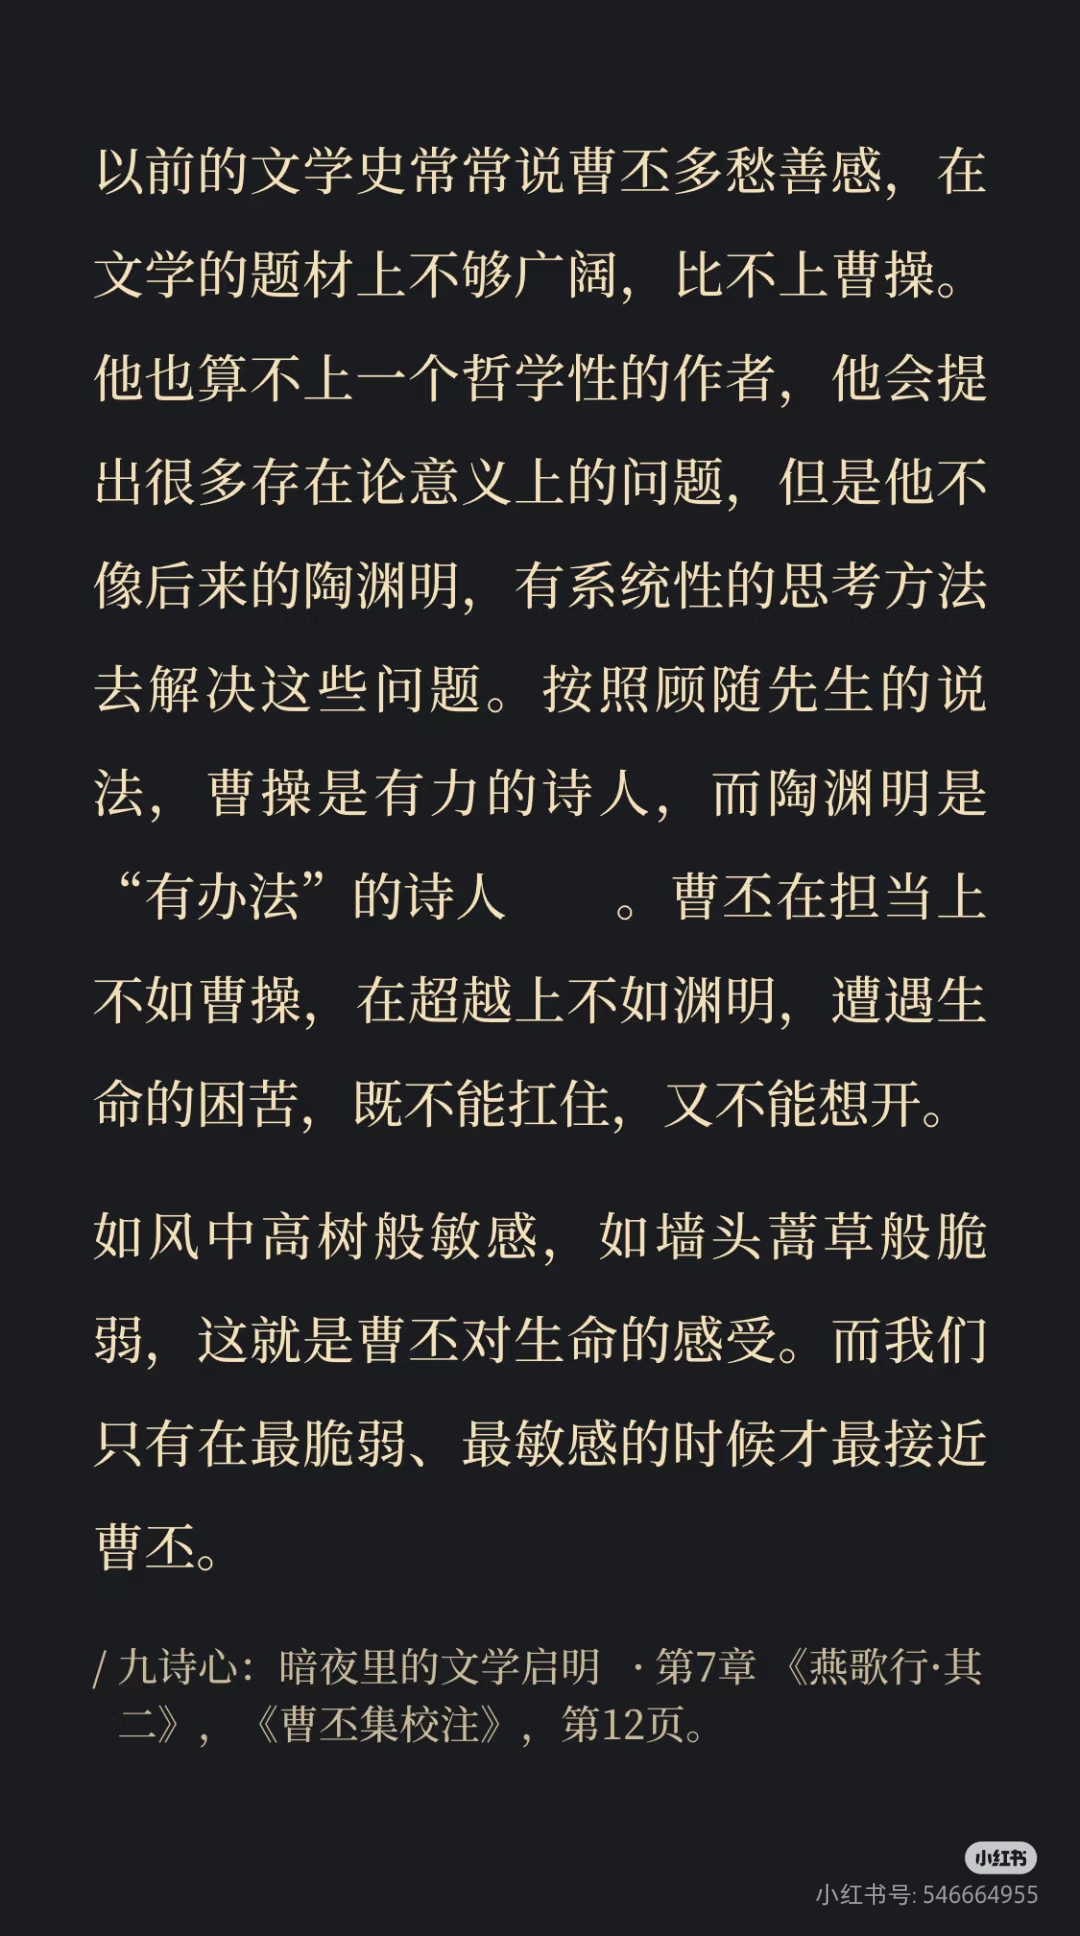 以前的文学史常常说曹丕多愁善感，在
文学的题材上不够广阔，比不上曹操。
他也算不上一个哲学性的作者，他会提
出很多存在论意义上的问题，但是他不
像后来的陶渊明，有系统性的思考方法
去解决这些问题。按照顾随先生的说
法，曹操是有力的诗人，而陶渊明是
“有办法”的诗人　　。曹丕在担当上
不如曹操，在超越上不如渊明，遭遇生
命的困苦，既不能扛住，又不能想开。
如风中高树般敏感，如墙头蒿草般脆
弱，这就是曹丕对生命的感受。而我们
只有在最脆弱、最敏感的时候才最接近
曹丕。
/ 九诗心：暗夜里的文学启明 · 第7章 《燕歌行·其
二》，《曹丕集校注》，第12页。
小红书
小红书号: 546664955